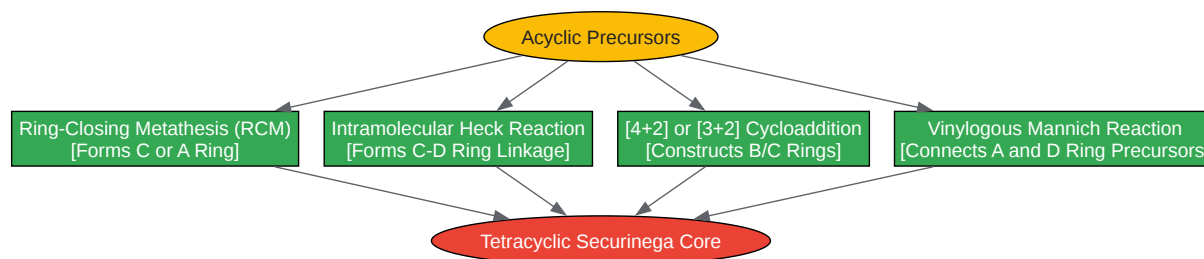 Acyclic Precursors
Ring-Closing Metathesis (RCM)
[Forms C or A Ring]
Intramolecular Heck Reaction
[Forms C-D Ring Linkage]
[4+2] or [3+2] Cycloaddition
[Constructs B/C Rings]
Vinylogous Mannich Reaction
[Connects A and D Ring Precursors
Tetracyclic Securinega Core